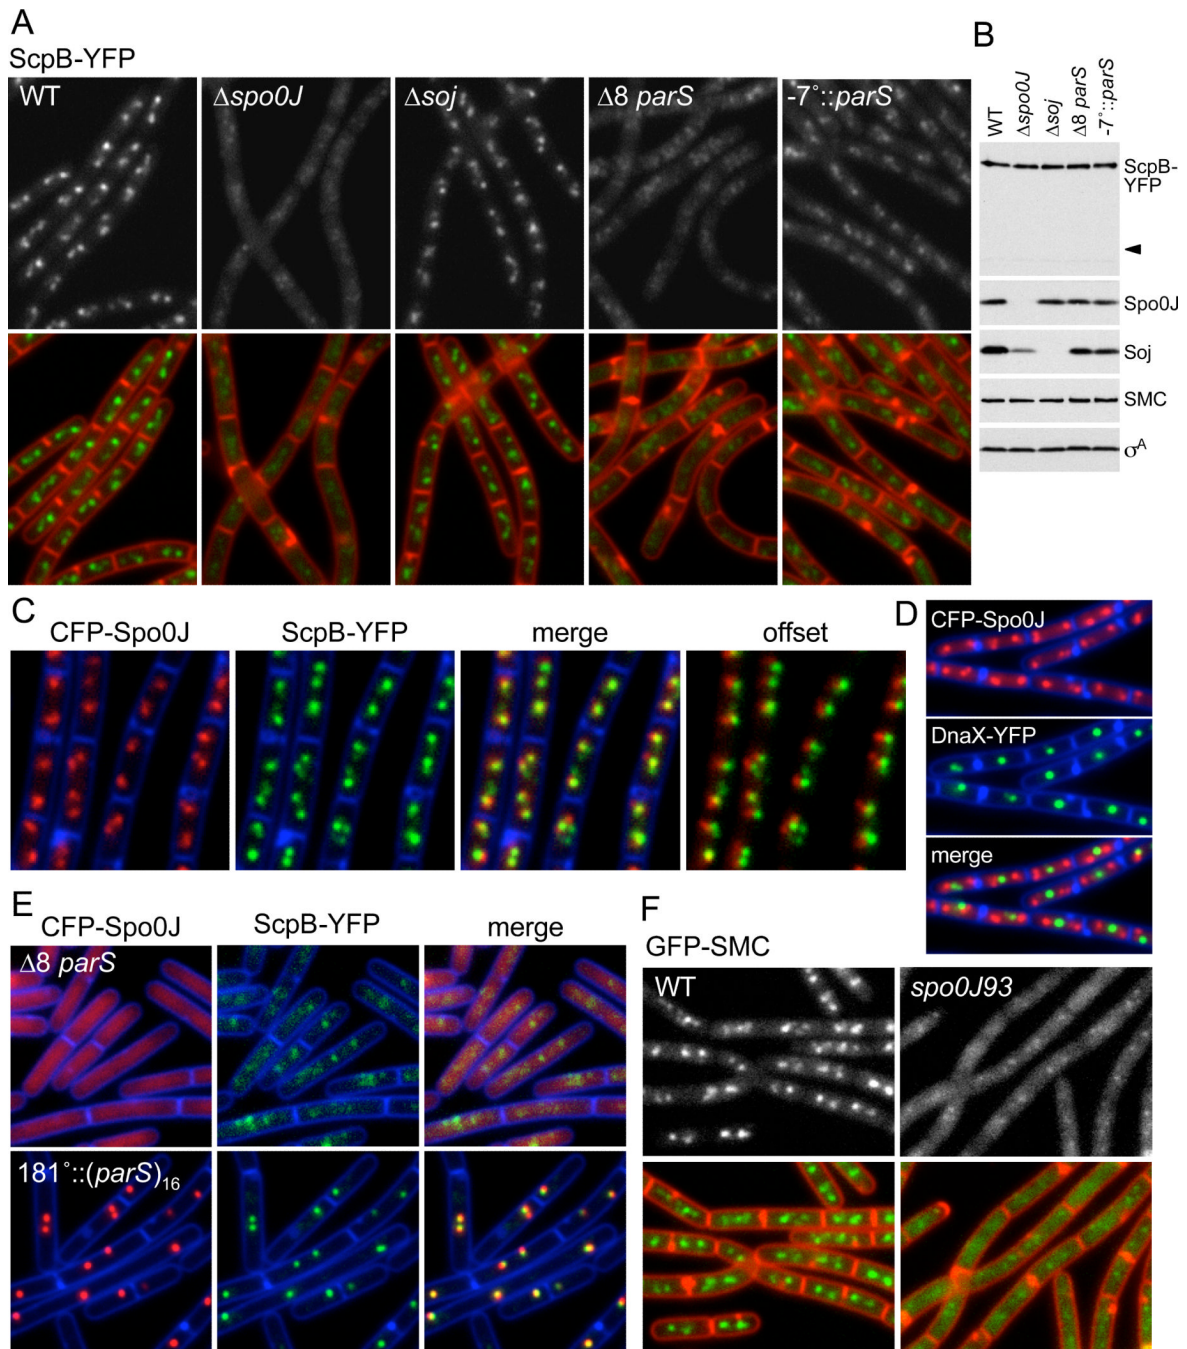 A
ScpB-YFP
WT
Δspo0J
Δsoj
Δ8 parS
-7°::parS
B
WT
Δspo0J
Δsoj
Δ8 parS
-7°::parS
ScpB-
YFP
Spo0J
Soj
SMC
σA
C
CFP-Spo0J
ScpB-YFP
merge
offset
D
CFP-Spo0J
DnaX-YFP
merge
E
CFP-Spo0J
ScpB-YFP
merge
Δ8 parS
181°::(parS)16
F
GFP-SMC
WT
spo0J93